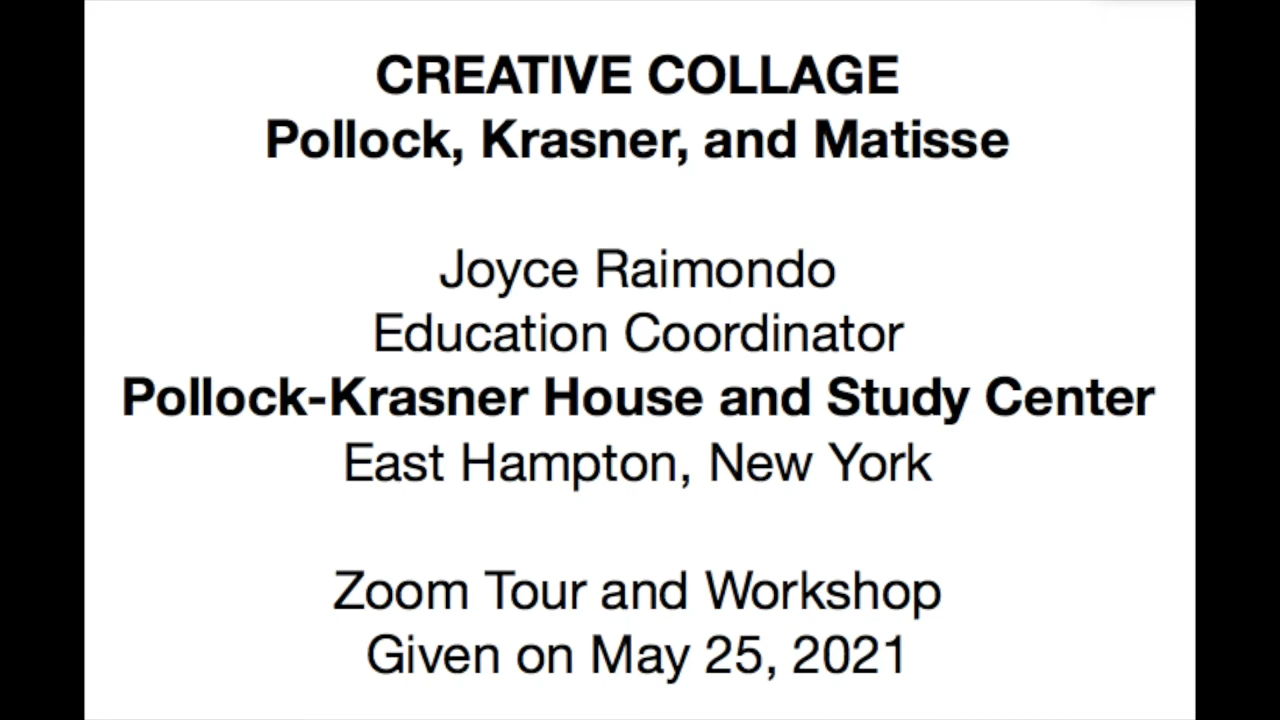 CREATIVE COLLAGE
Pollock, Krasner, and Matisse
Joyce Raimondo
Education Coordinator
Pollock-Krasner House and Study Center
East Hampton, New York
Zoom Tour and Workshop
Given on May 25, 2021